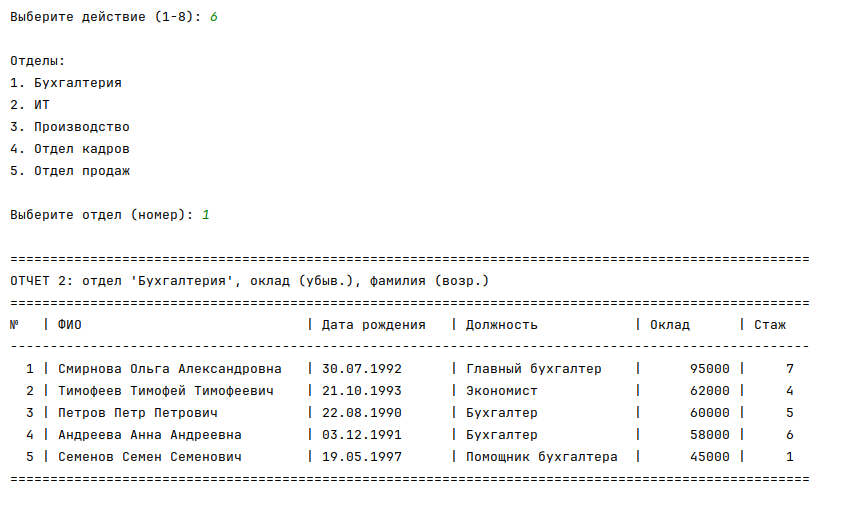 Выберите действие (1-8): 6
Отделы:
1. Бухгалтерия
2. ИТ
3. Производство
4. Отдел кадров
5. Отдел продаж
Выберите отдел (номер): 1
====================================================================================================
ОТЧЕТ 2: отдел 'Бухгалтерия', оклад (убыв.), фамилия (возр.)
====================================================================================================
№   | ФИО                            | Дата рождения   | Должность            | Оклад      | Стаж
----------------------------------------------------------------------------------------------------
  1 | Смирнова Ольга Александровна   | 30.07.1992      | Главный бухгалтер    |      95000 |     7
  2 | Тимофеев Тимофей Тимофеевич    | 21.10.1993      | Экономист            |      62000 |     4
  3 | Петров Петр Петрович           | 22.08.1990      | Бухгалтер            |      60000 |     5
  4 | Андреева Анна Андреевна        | 03.12.1991      | Бухгалтер            |      58000 |     6
  5 | Семенов Семен Семенович        | 19.05.1997      | Помощник бухгалтера  |      45000 |     1
====================================================================================================